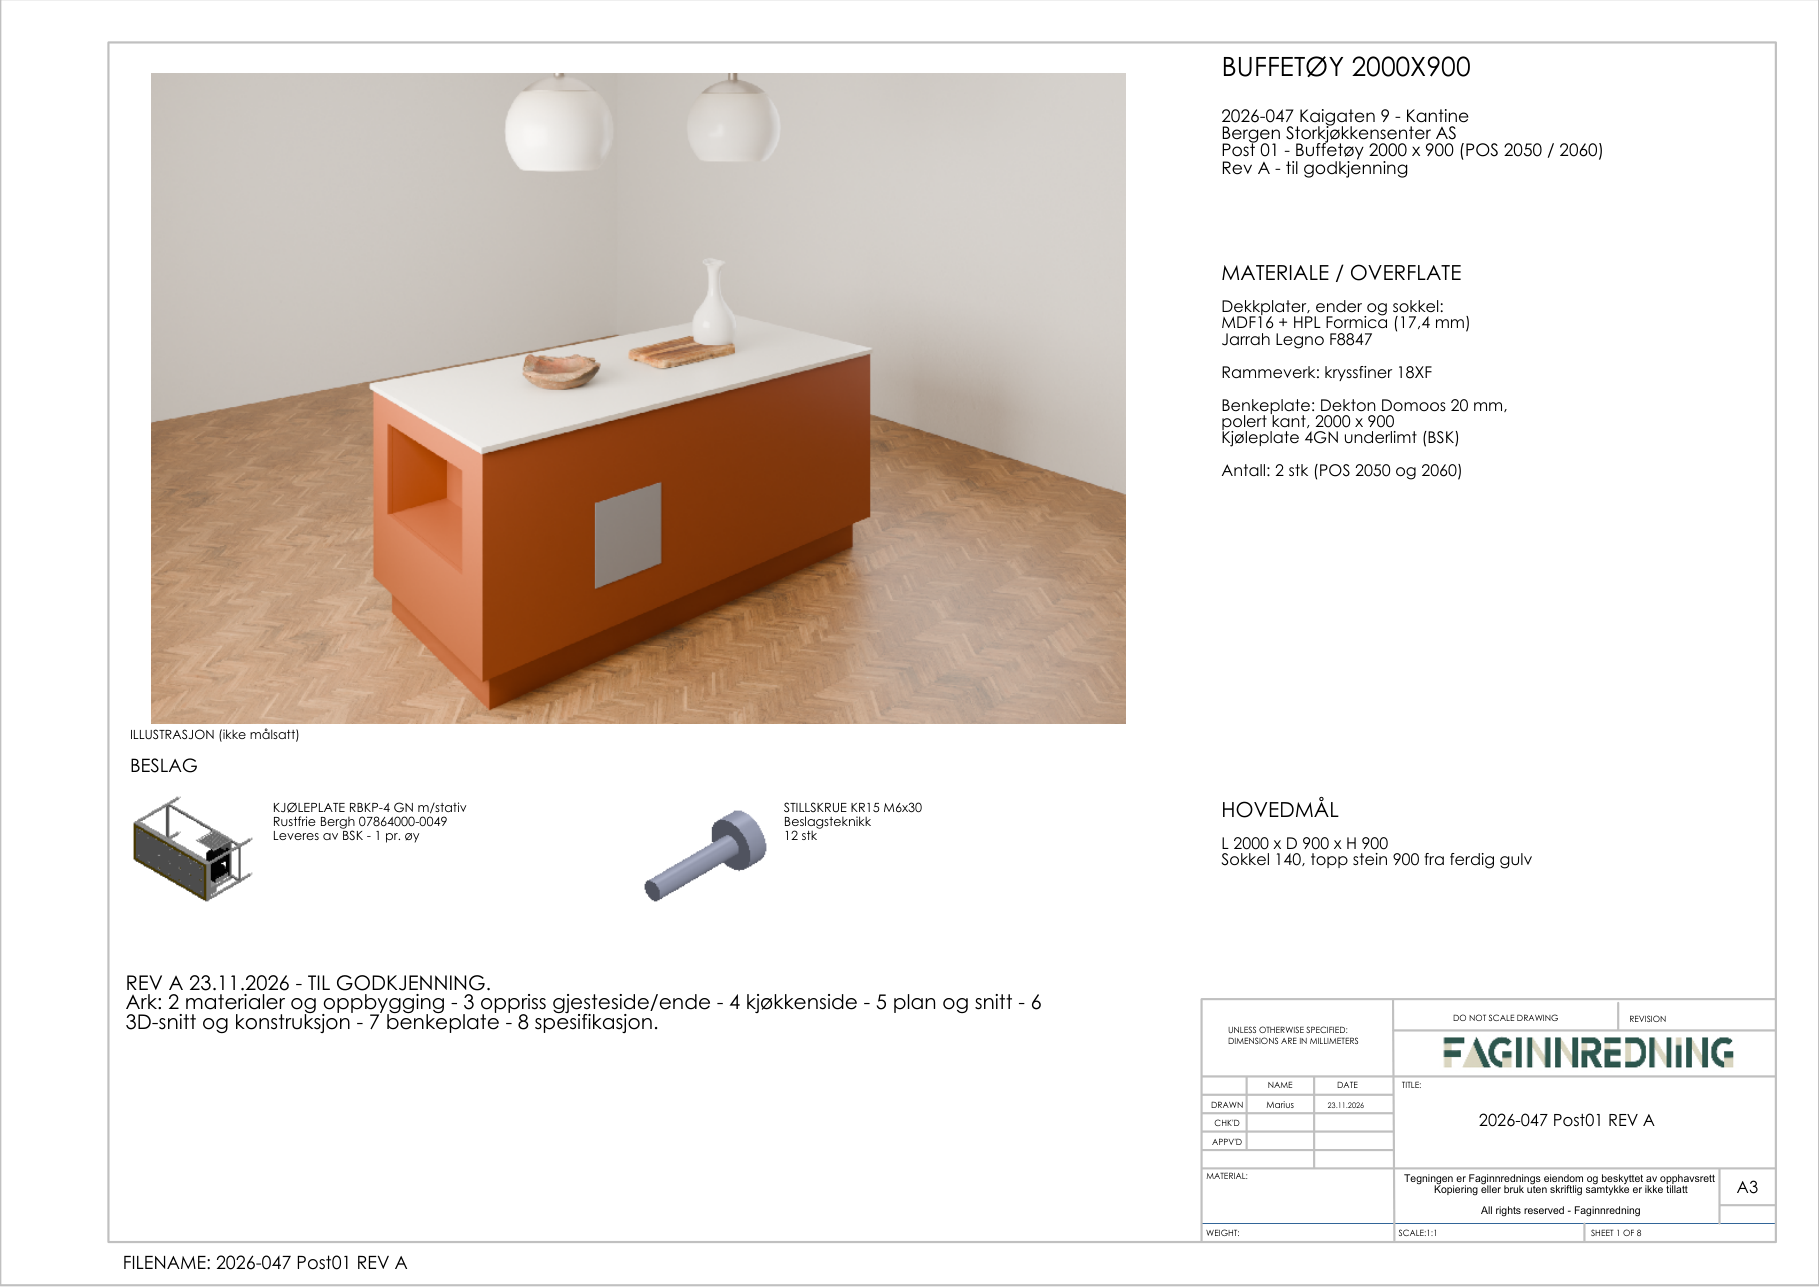 BUFFETØY 2000X900
2026-047 Kaigaten 9 - Kantine
Bergen Storkjøkkensenter AS
Post 01 - Buffetøy 2000 x 900 (POS 2050 / 2060)
Rev A - til godkjenning
MATERIALE / OVERFLATE
Dekkplater, ender og sokkel:
MDF16 + HPL Formica (17,4 mm)
Jarrah Legno F8847
Rammeverk: kryssfiner 18XF
Benkeplate: Dekton Domoos 20 mm,
polert kant, 2000 x 900
Kjøleplate 4GN underlimt (BSK)
Antall: 2 stk (POS 2050 og 2060)
ILLUSTRASJON (ikke målsatt)
BESLAG
KJØLEPLATE RBKP-4 GN m/stativ
Rustfrie Bergh 07864000-0049
Leveres av BSK - 1 pr. øy
STILLSKRUE KR15 M6x30
Beslagsteknikk
12 stk
HOVEDMÅL
L 2000 x D 900 x H 900
Sokkel 140, topp stein 900 fra ferdig gulv
REV A 23.11.2026 - TIL GODKJENNING.
Ark: 2 materialer og oppbygging - 3 oppriss gjesteside/ende - 4 kjøkkenside - 5 plan og snitt - 6
3D-snitt og konstruksjon - 7 benkeplate - 8 spesifikasjon.
UNLESS OTHERWISE SPECIFIED:
DIMENSIONS ARE IN MILLIMETERS
DO NOT SCALE DRAWING
REVISION
FAGINNREDNING
NAME
DATE
TITLE:
DRAWN
Marius
23.11.2026
CHK'D
APPV'D
2026-047 Post01 REV A
MATERIAL:
Tegningen er Faginnrednings eiendom og beskyttet av opphavsrett
Kopiering eller bruk uten skriftlig samtykke er ikke tillatt
All rights reserved - Faginnredning
A3
WEIGHT:
SCALE:1:1
SHEET 1 OF 8
FILENAME: 2026-047 Post01 REV A